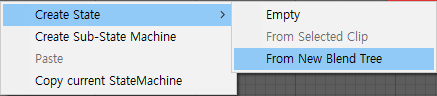 Create State
Create Sub-State Machine
Paste
Copy current StateMachine
Empty
From Selected Clip
From New Blend Tree